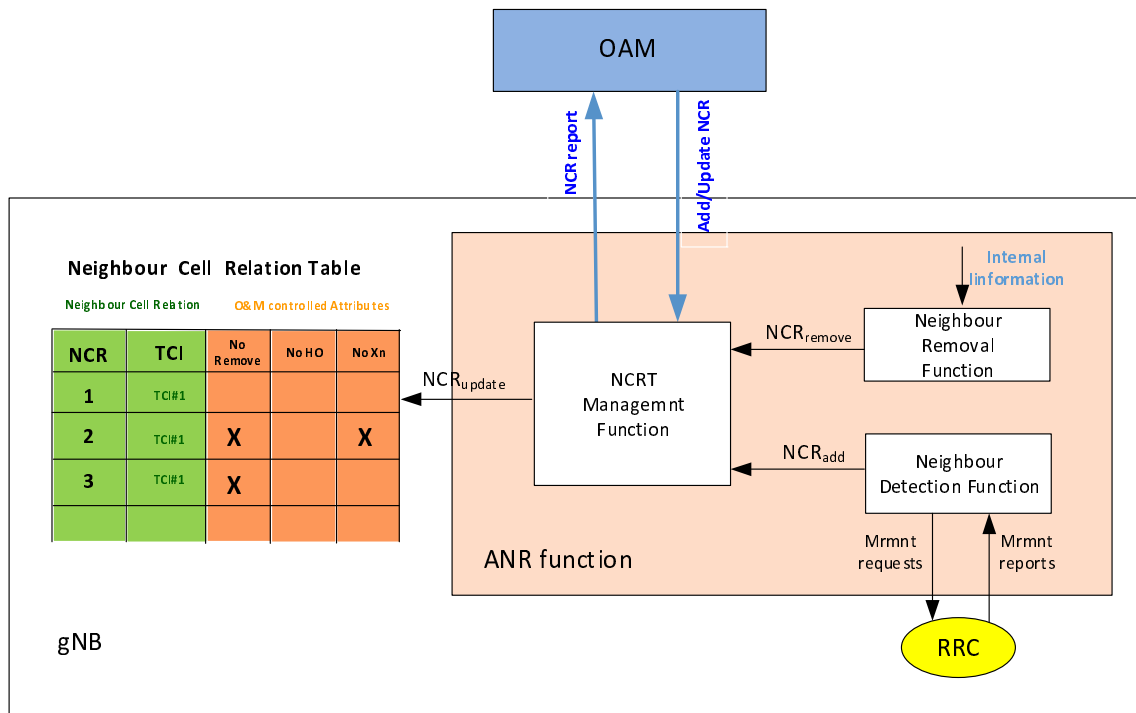 OAM
NCR report
Add/Update NCR
Neighbour Cell Relation Table
Neighbour Cell Relation
O&M controlled Attributes
NCR
TCI
No
Remove
No HO
No Xn
1
TCI#1
2
TCI#1
X
X
3
TCI#1
X
NCRupdate
NCRT
Managemnt
Function
NCRremove
NCRadd
Internal
Iinformation
Neighbour
Removal
Function
Neighbour
Detection Function
Mrmnt
requests
Mrmnt
reports
ANR function
RRC
gNB